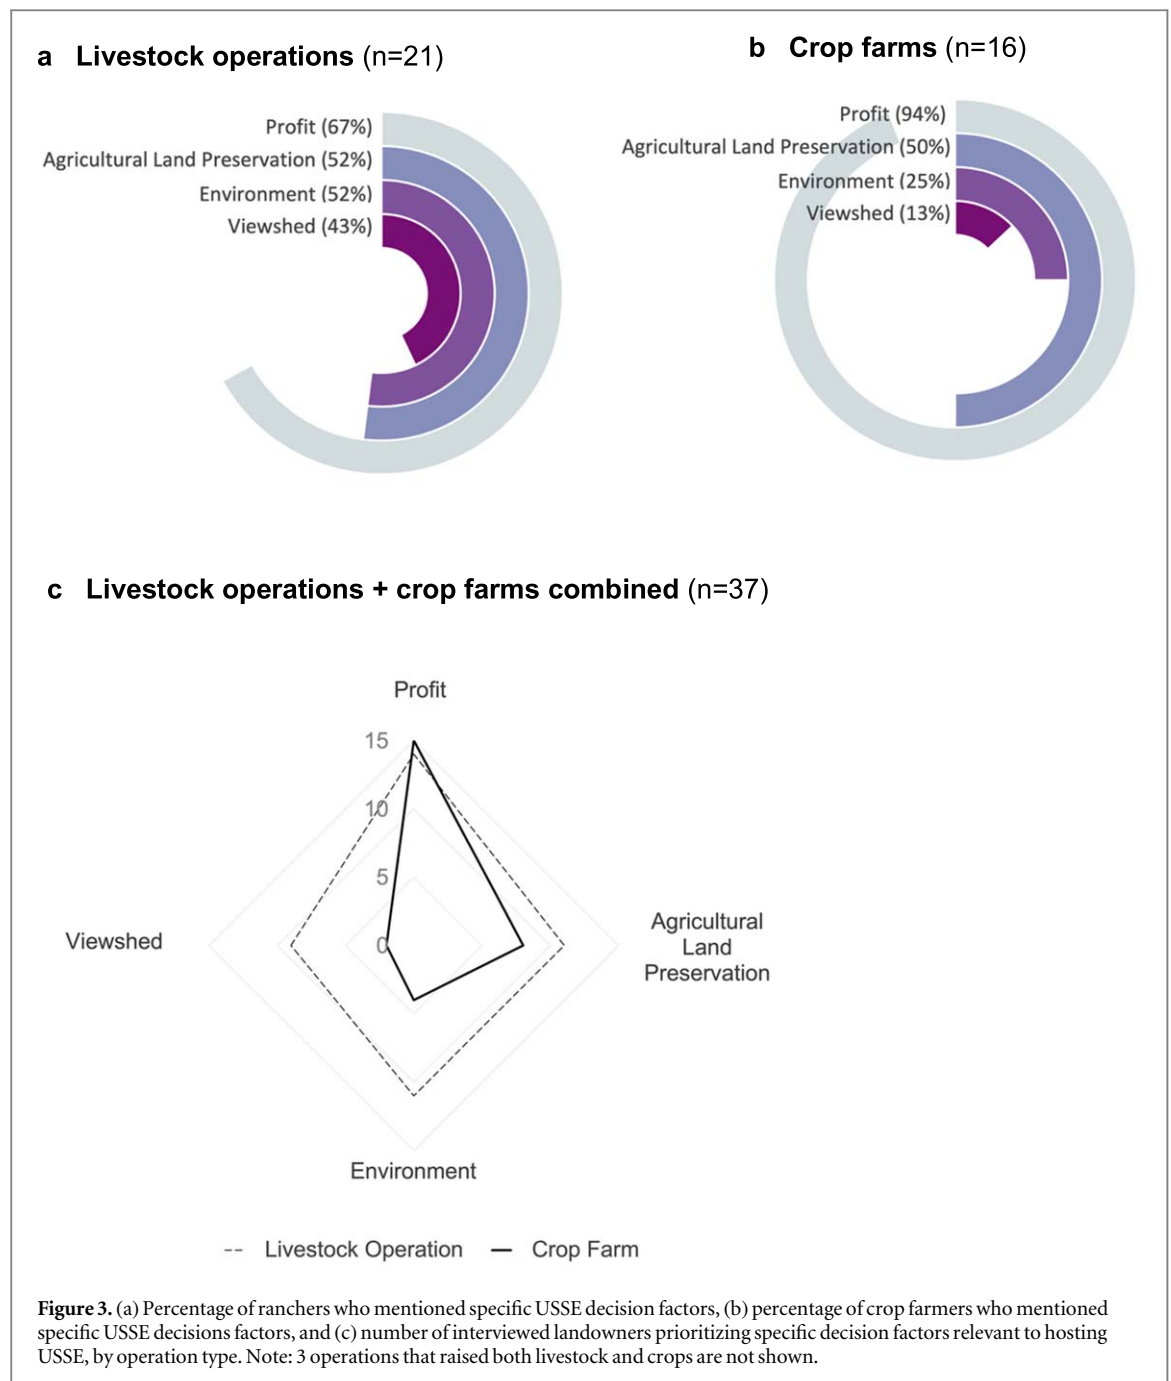 a Livestock operations (n=21)
Profit (67%)
Agricultural Land Preservation (52%)
Environment (52%)
Viewshed (43%)
b Crop farms (n=16)
Profit (94%)
Agricultural Land Preservation (50%)
Environment (25%)
Viewshed (13%)
c Livestock operations + crop farms combined (n=37)
Profit
15
10
5
0
Viewshed
Agricultural
Land
Preservation
Environment
-- Livestock Operation — Crop Farm
Figure 3. (a) Percentage of ranchers who mentioned specific USSE decision factors, (b) percentage of crop farmers who mentioned
specific USSE decisions factors, and (c) number of interviewed landowners prioritizing specific decision factors relevant to hosting
USSE, by operation type. Note: 3 operations that raised both livestock and crops are not shown.